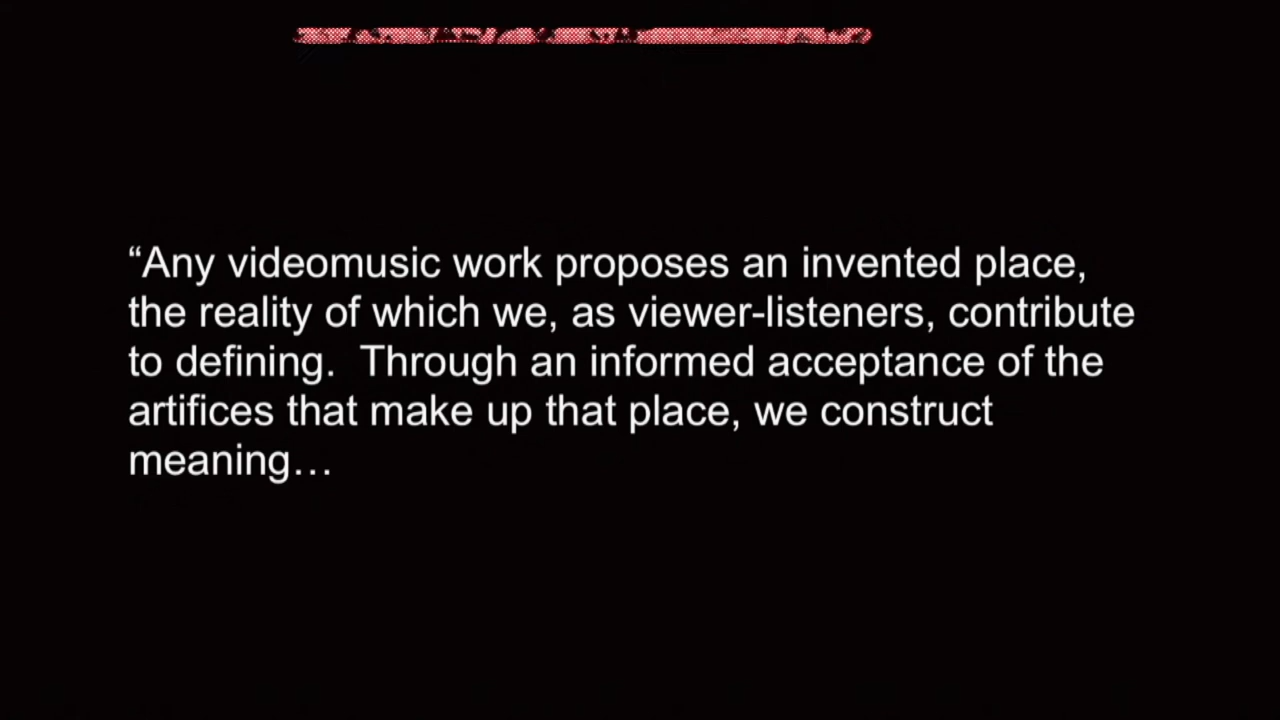 “Any videomusic work proposes an invented place,
the reality of which we, as viewer-listeners, contribute
to defining.  Through an informed acceptance of the
artifices that make up that place, we construct
meaning…